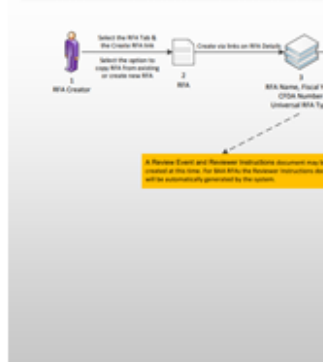 Select the RFA Tab &
the Create RFA link
Select the option to
copy RFA from existing
or create new RFA
Create via links on RFA Details
1
RFA Creator
2
RFA
3
RFA Name, Fiscal Y
CFDA Number
Universal RFA Typ
A Review Event and Reviewer Instructions document may b
created at this time. For RFAs the Reviewer Instructions do
will be automatically generated by the system.